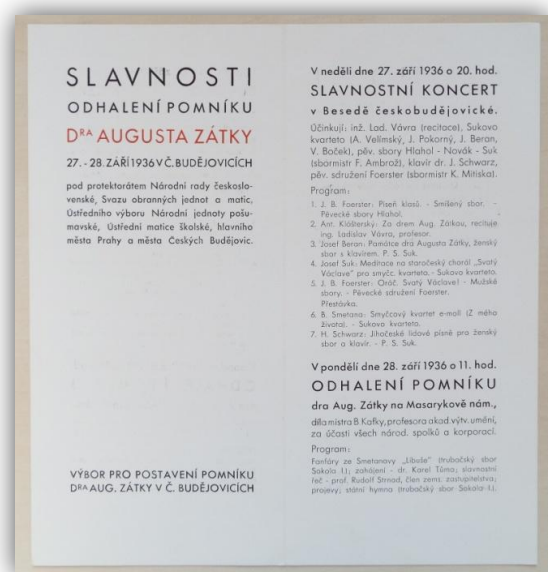 SLAVNOSTI
ODHALENÍ POMNÍKU
DRA AUGUSTA ZÁTKY
27. - 28. ZÁŘÍ 1936 V Č. BUDĚJOVICÍCH
pod protektorátem Národní rady českoslo-
venské, Svazu obranných jednot a matic,
Ústředního výboru Národní jednoty pošu-
mavské, Ústřední matice školské, hlavního
města Prahy a města Českých Budějovic.
VÝBOR PRO POSTAVENÍ POMNÍKU
DRA AUG. ZÁTKY V Č. BUDĚJOVICÍCH
V neděli dne 27. září 1936 o 20. hod.
SLAVNOSTNÍ KONCERT
v Besedě českobudějovické.
Účinkují: inž. Lad. Vávra (recitace), Sukovo
kvarteto (A. Velímský, J. Pokorný, J. Beran,
V. Boček), pěv. sbory Hlahol - Novák - Suk
(sbormistr F. Ambrož), klavír dr. J. Schwarz,
pěv. sdružení Foerster (sbormistr K. Mitiska).
Program:
1. J. B. Foerster: Píseň klasů. - Smíšený sbor. -
Pěvecké sbory Hlahol.
2. Ant. Klášterský: Za drem Aug. Zátkou, recituje
ing. Ladislav Vávra, profesor.
3. Josef Beran: Památce dra Augusta Zátky, ženský
sbor s klavírem. P. S. Suk.
4. Josef Suk: Meditace na staročeský chorál „Svatý
Václave" pro smyčc. kvarteto. - Sukovo kvarteto.
5. J. B. Foerster: Oráč. Svatý Václave! - Mužské
sbory. - Pěvecké sdružení Foerster.
Přestávka.
6. B. Smetana: Smyčcový kvartet e-moll (Z mého
života). - Sukovo kvarteto.
7. H. Schwarz: Jihočeské lidové písně pro ženský
sbor a klavír. - P. S. Suk.
V pondělí dne 28. září 1936 o 11. hod.
ODHALENÍ POMNÍKU
dra Aug. Zátky na Masarykově nám.,
díla mistra B. Kafky, profesora akad. výtv. umění,
za účasti všech národ. spolků a korporací.
Program:
Fanfáry ze Smetanovy „Libuše" (trubačský sbor
Sokola I.); zahájení - dr. Karel Tůma; slavnostní
řeč - prof. Rudolf Strnad, člen zem. zastupitelstva;
projevy; státní hymna (trubačský sbor Sokola I.).